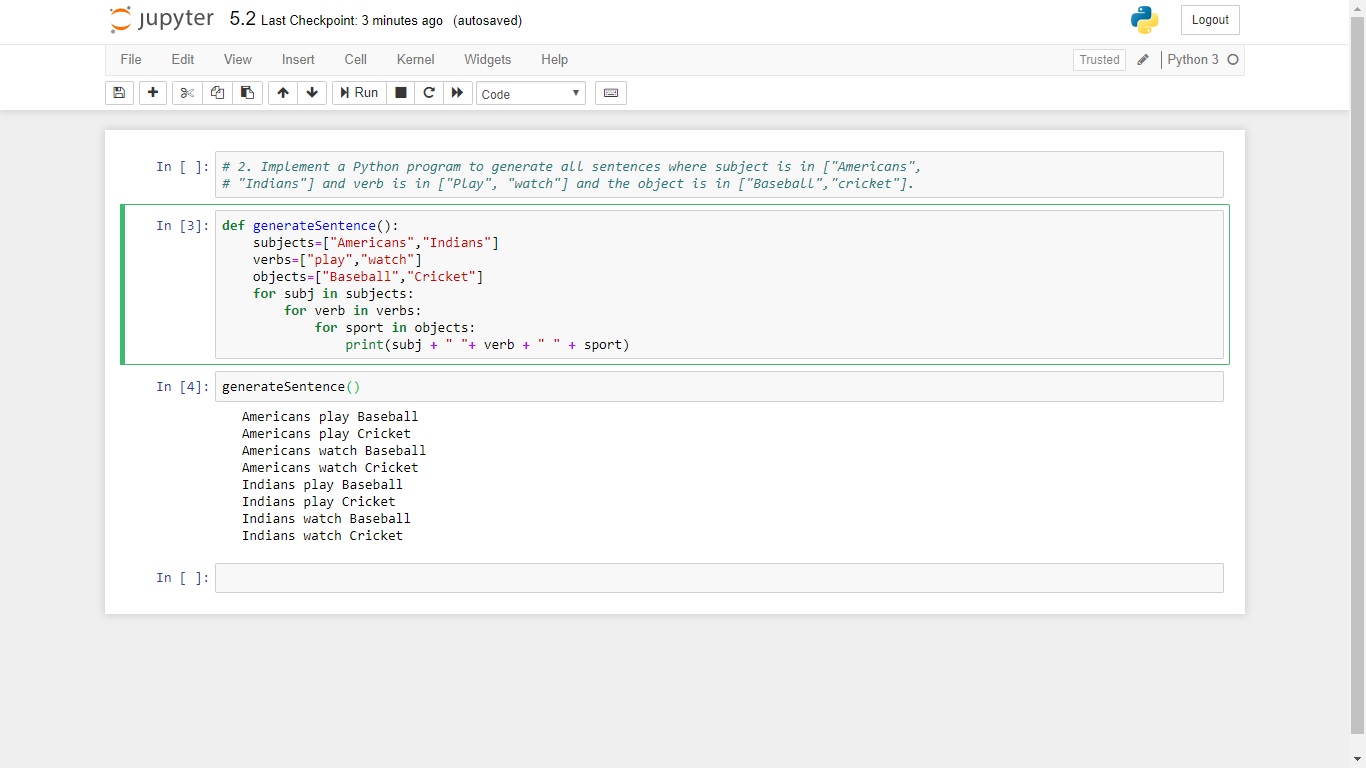 jupyter 5.2 Last Checkpoint: 3 minutes ago (autosaved)
Logout
File Edit View Insert Cell Kernel Widgets Help
Trusted Python 3
Run Code
In [ ]: # 2. Implement a Python program to generate all sentences where subject is in ["Americans",
# "Indians"] and verb is in ["Play", "watch"] and the object is in ["Baseball","cricket"].
In [3]: def generateSentence():
    subjects=["Americans","Indians"]
    verbs=["play","watch"]
    objects=["Baseball","Cricket"]
    for subj in subjects:
        for verb in verbs:
            for sport in objects:
                print(subj + " "+ verb + " " + sport)
In [4]: generateSentence()
Americans play Baseball
Americans play Cricket
Americans watch Baseball
Americans watch Cricket
Indians play Baseball
Indians play Cricket
Indians watch Baseball
Indians watch Cricket
In [ ]: